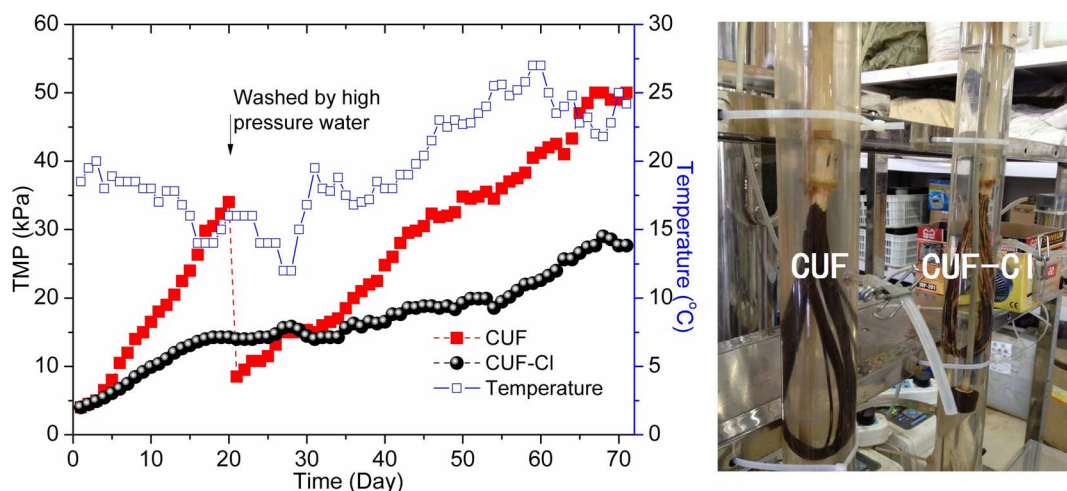 60
50
40
30
20
10
0
TMP (kPa)
30
25
20
15
10
5
0
Temperature (°C)
0
10
20
30
40
50
60
70
Time (Day)
Washed by high
pressure water
CUF
CUF-Cl
Temperature
CUF
CUF-Cl